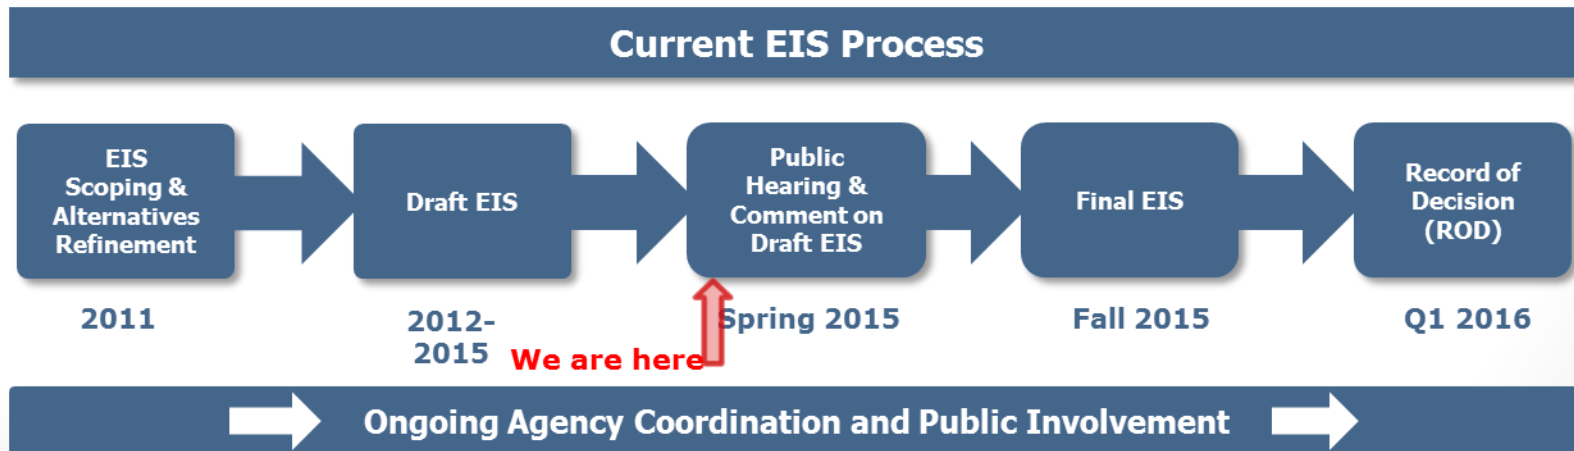 Current EIS Process
EIS
Scoping &
Alternatives
Refinement
Draft EIS
Public
Hearing &
Comment on
Draft EIS
Final EIS
Record of
Decision
(ROD)
2011
2012-
2015
Spring 2015
Fall 2015
Q1 2016
We are here
Ongoing Agency Coordination and Public Involvement